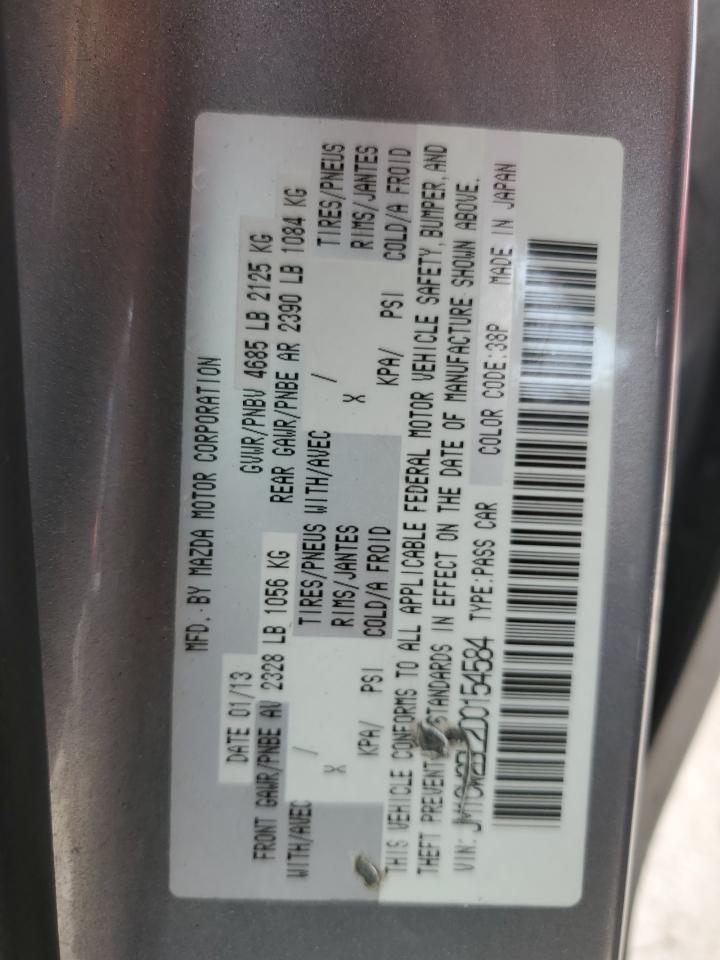 MFD. BY MAZDA MOTOR CORPORATION
DATE 01/13 GVWR/PNBV 4685 LB 2125 KG
FRONT GAWR/PNBE AV 2328 LB 1056 KG REAR GAWR/PNBE AR 2390 LB 1084 KG
WITH/AVEC / TIRES/PNEUS WITH/AVEC / TIRES/PNEUS
X RIMS/JANTES X RIMS/JANTES
KPA/ PSI COLD/A FROID KPA/ PSI COLD/A FROID
THIS VEHICLE CONFORMS TO ALL APPLICABLE FEDERAL MOTOR VEHICLE SAFETY, BUMPER, AND
THEFT PREVENT STANDARDS IN EFFECT ON THE DATE OF MANUFACTURE SHOWN ABOVE.
VIN: TYPE:PASS CAR COLOR CODE:38P MADE IN JAPAN